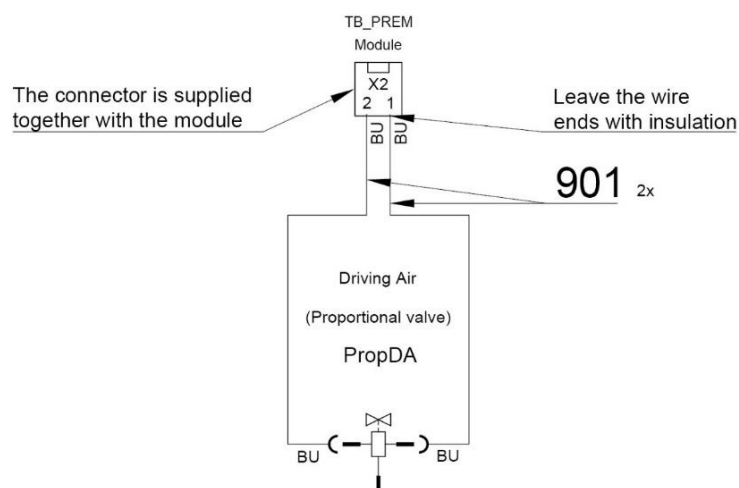 TB_PREM
Module
X2
2 1
The connector is supplied
together with the module
Leave the wire
ends with insulation
BU
BU
901 2x
Driving Air
(Proportional valve)
PropDA
BU
BU